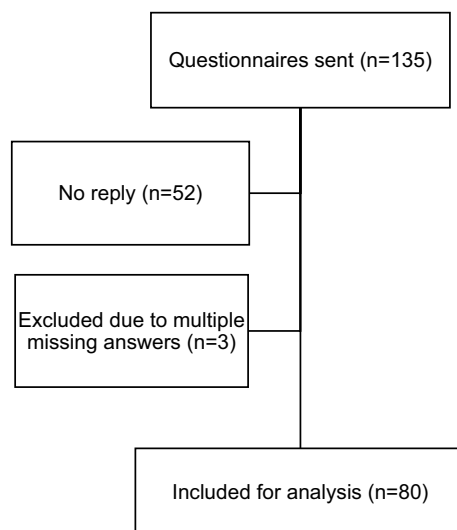 Questionnaires sent (n=135)
No reply (n=52)
Excluded due to multiple
missing answers (n=3)
Included for analysis (n=80)